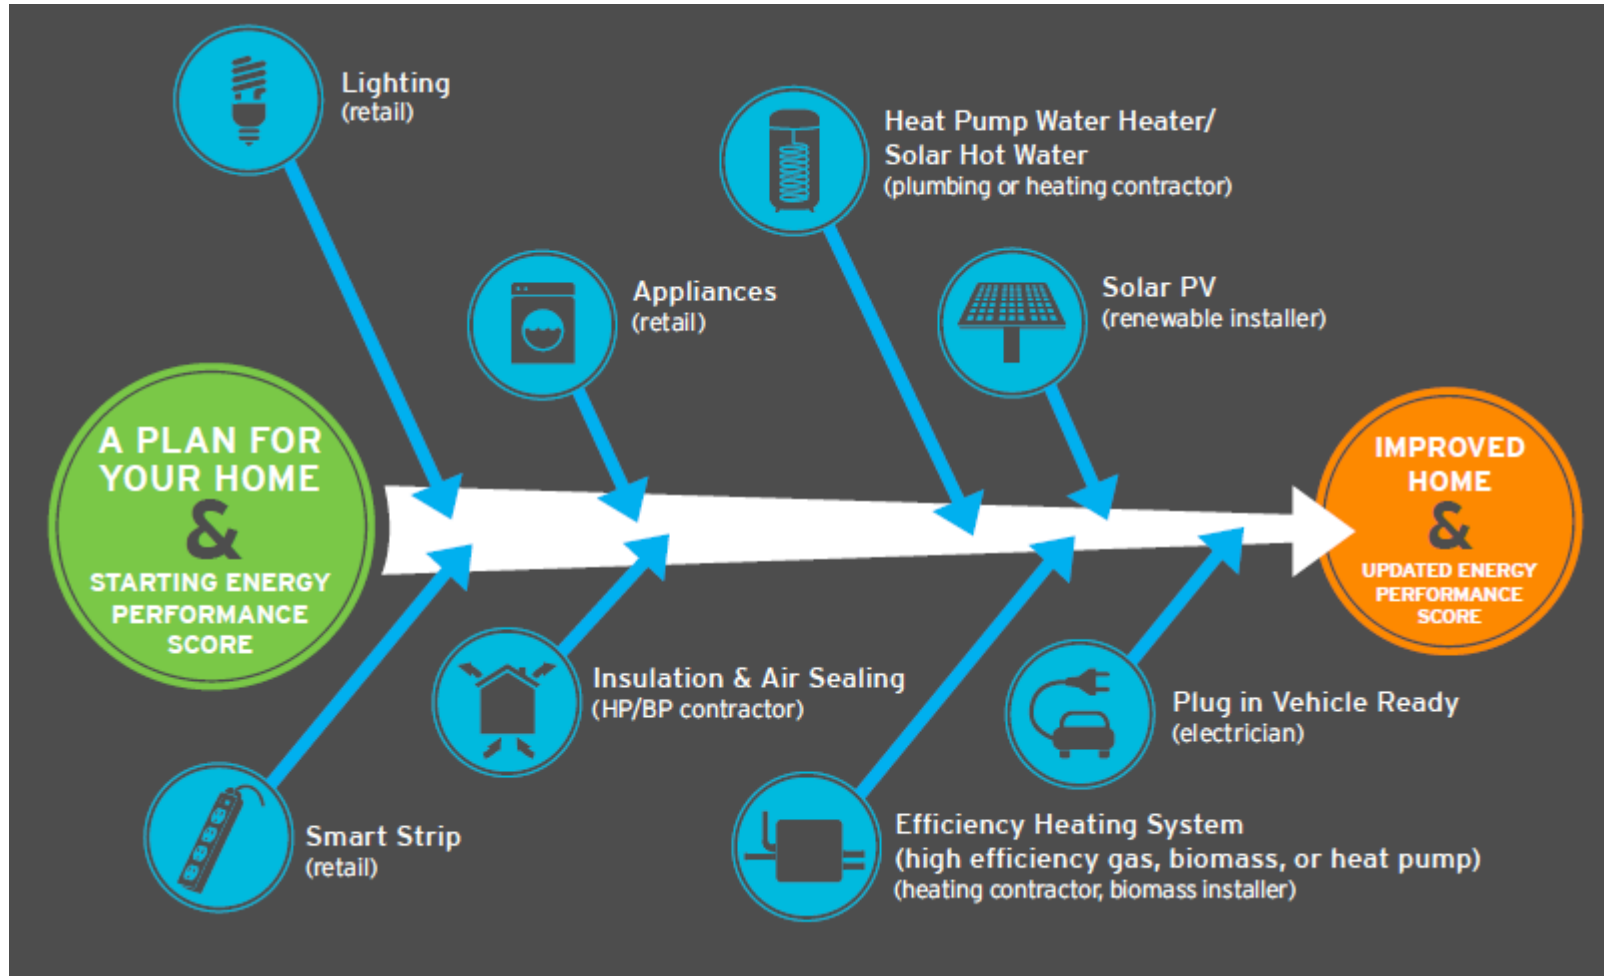 Lighting
(retail)
Heat Pump Water Heater/
Solar Hot Water
(plumbing or heating contractor)
Appliances
(retail)
Solar PV
(renewable installer)
A PLAN FOR
YOUR HOME
&
STARTING ENERGY
PERFORMANCE
SCORE
IMPROVED
HOME
&
UPDATED ENERGY
PERFORMANCE
SCORE
Insulation & Air Sealing
(HP/BP contractor)
Plug in Vehicle Ready
(electrician)
Smart Strip
(retail)
Efficiency Heating System
(high efficiency gas, biomass, or heat pump)
(heating contractor, biomass installer)